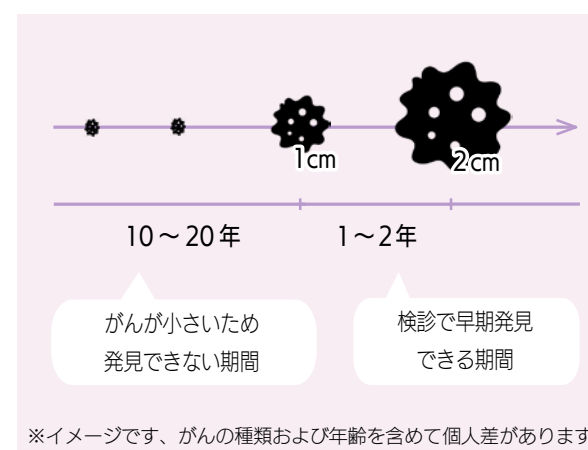 1cm
2cm
10～20年
1～2年
がんが小さいため
発見できない期間
検診で早期発見
できる期間
※イメージです、がんの種類および年齢を含めて個人差があります